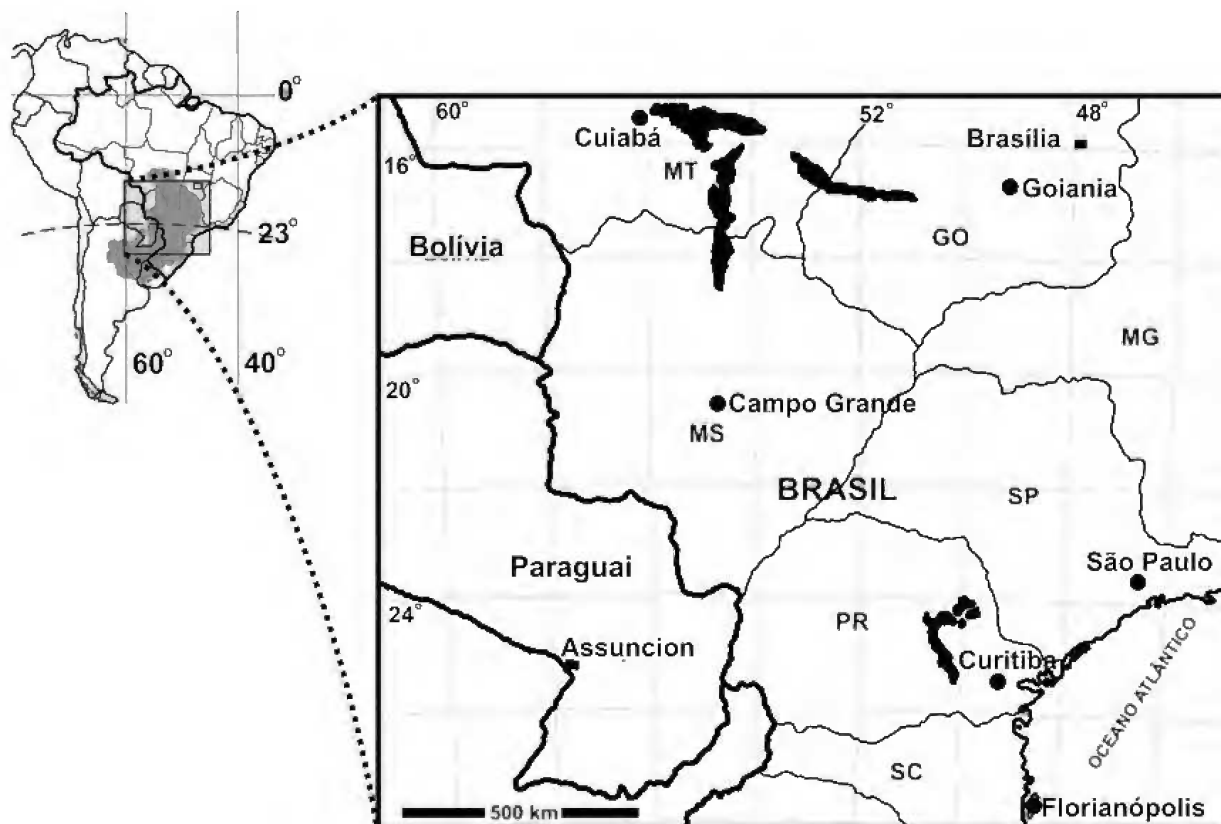 0°
23°
60°
40°
60°
52°
48°
Cuiabá
Brasília
16°
MT
Goiania
Bolívia
GO
MG
20°
Campo Grande
MS
BRASIL
SP
Paraguai
São Paulo
24°
PR
Assuncion
Curitiba
OCEANO ATLÂNTICO
SC
500 km
Florianópolis